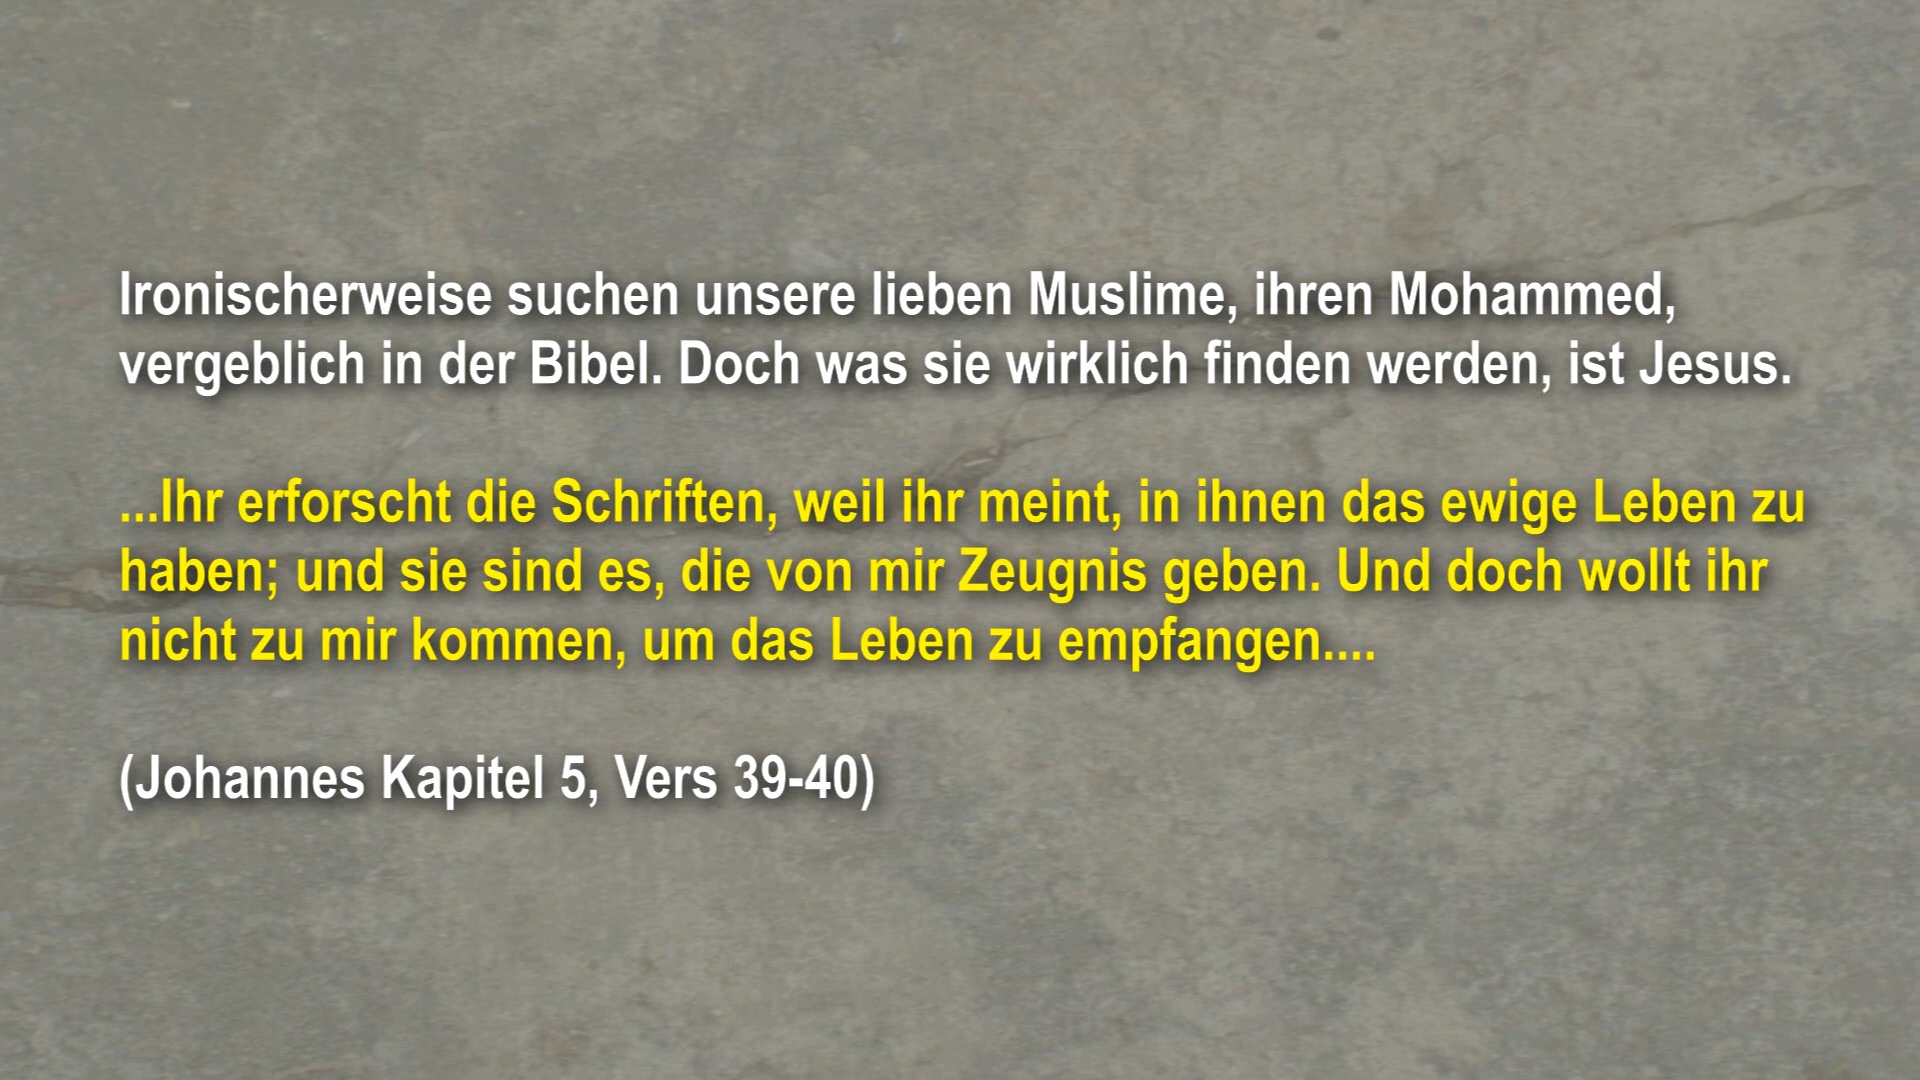 Ironischerweise suchen unsere lieben Muslime, ihren Mohammed,
vergeblich in der Bibel. Doch was sie wirklich finden werden, ist Jesus.
...Ihr erforscht die Schriften, weil ihr meint, in ihnen das ewige Leben zu
haben; und sie sind es, die von mir Zeugnis geben. Und doch wollt ihr
nicht zu mir kommen, um das Leben zu empfangen....
(Johannes Kapitel 5, Vers 39-40)